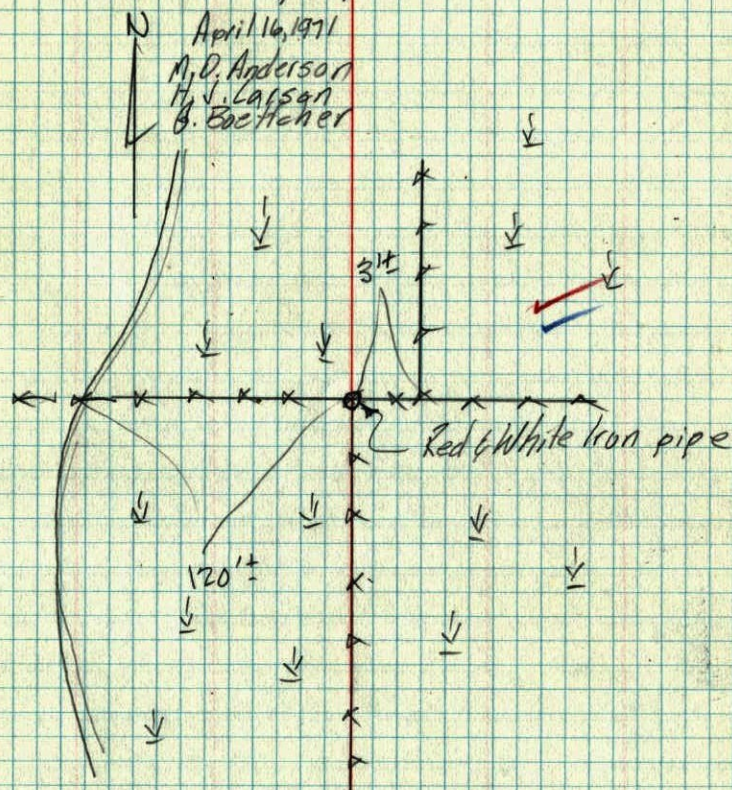 N
April 16, 1971
M.D. Anderson
H.J. Larson
B. Boettcher
3'±
Red & White Iron pipe
120'±